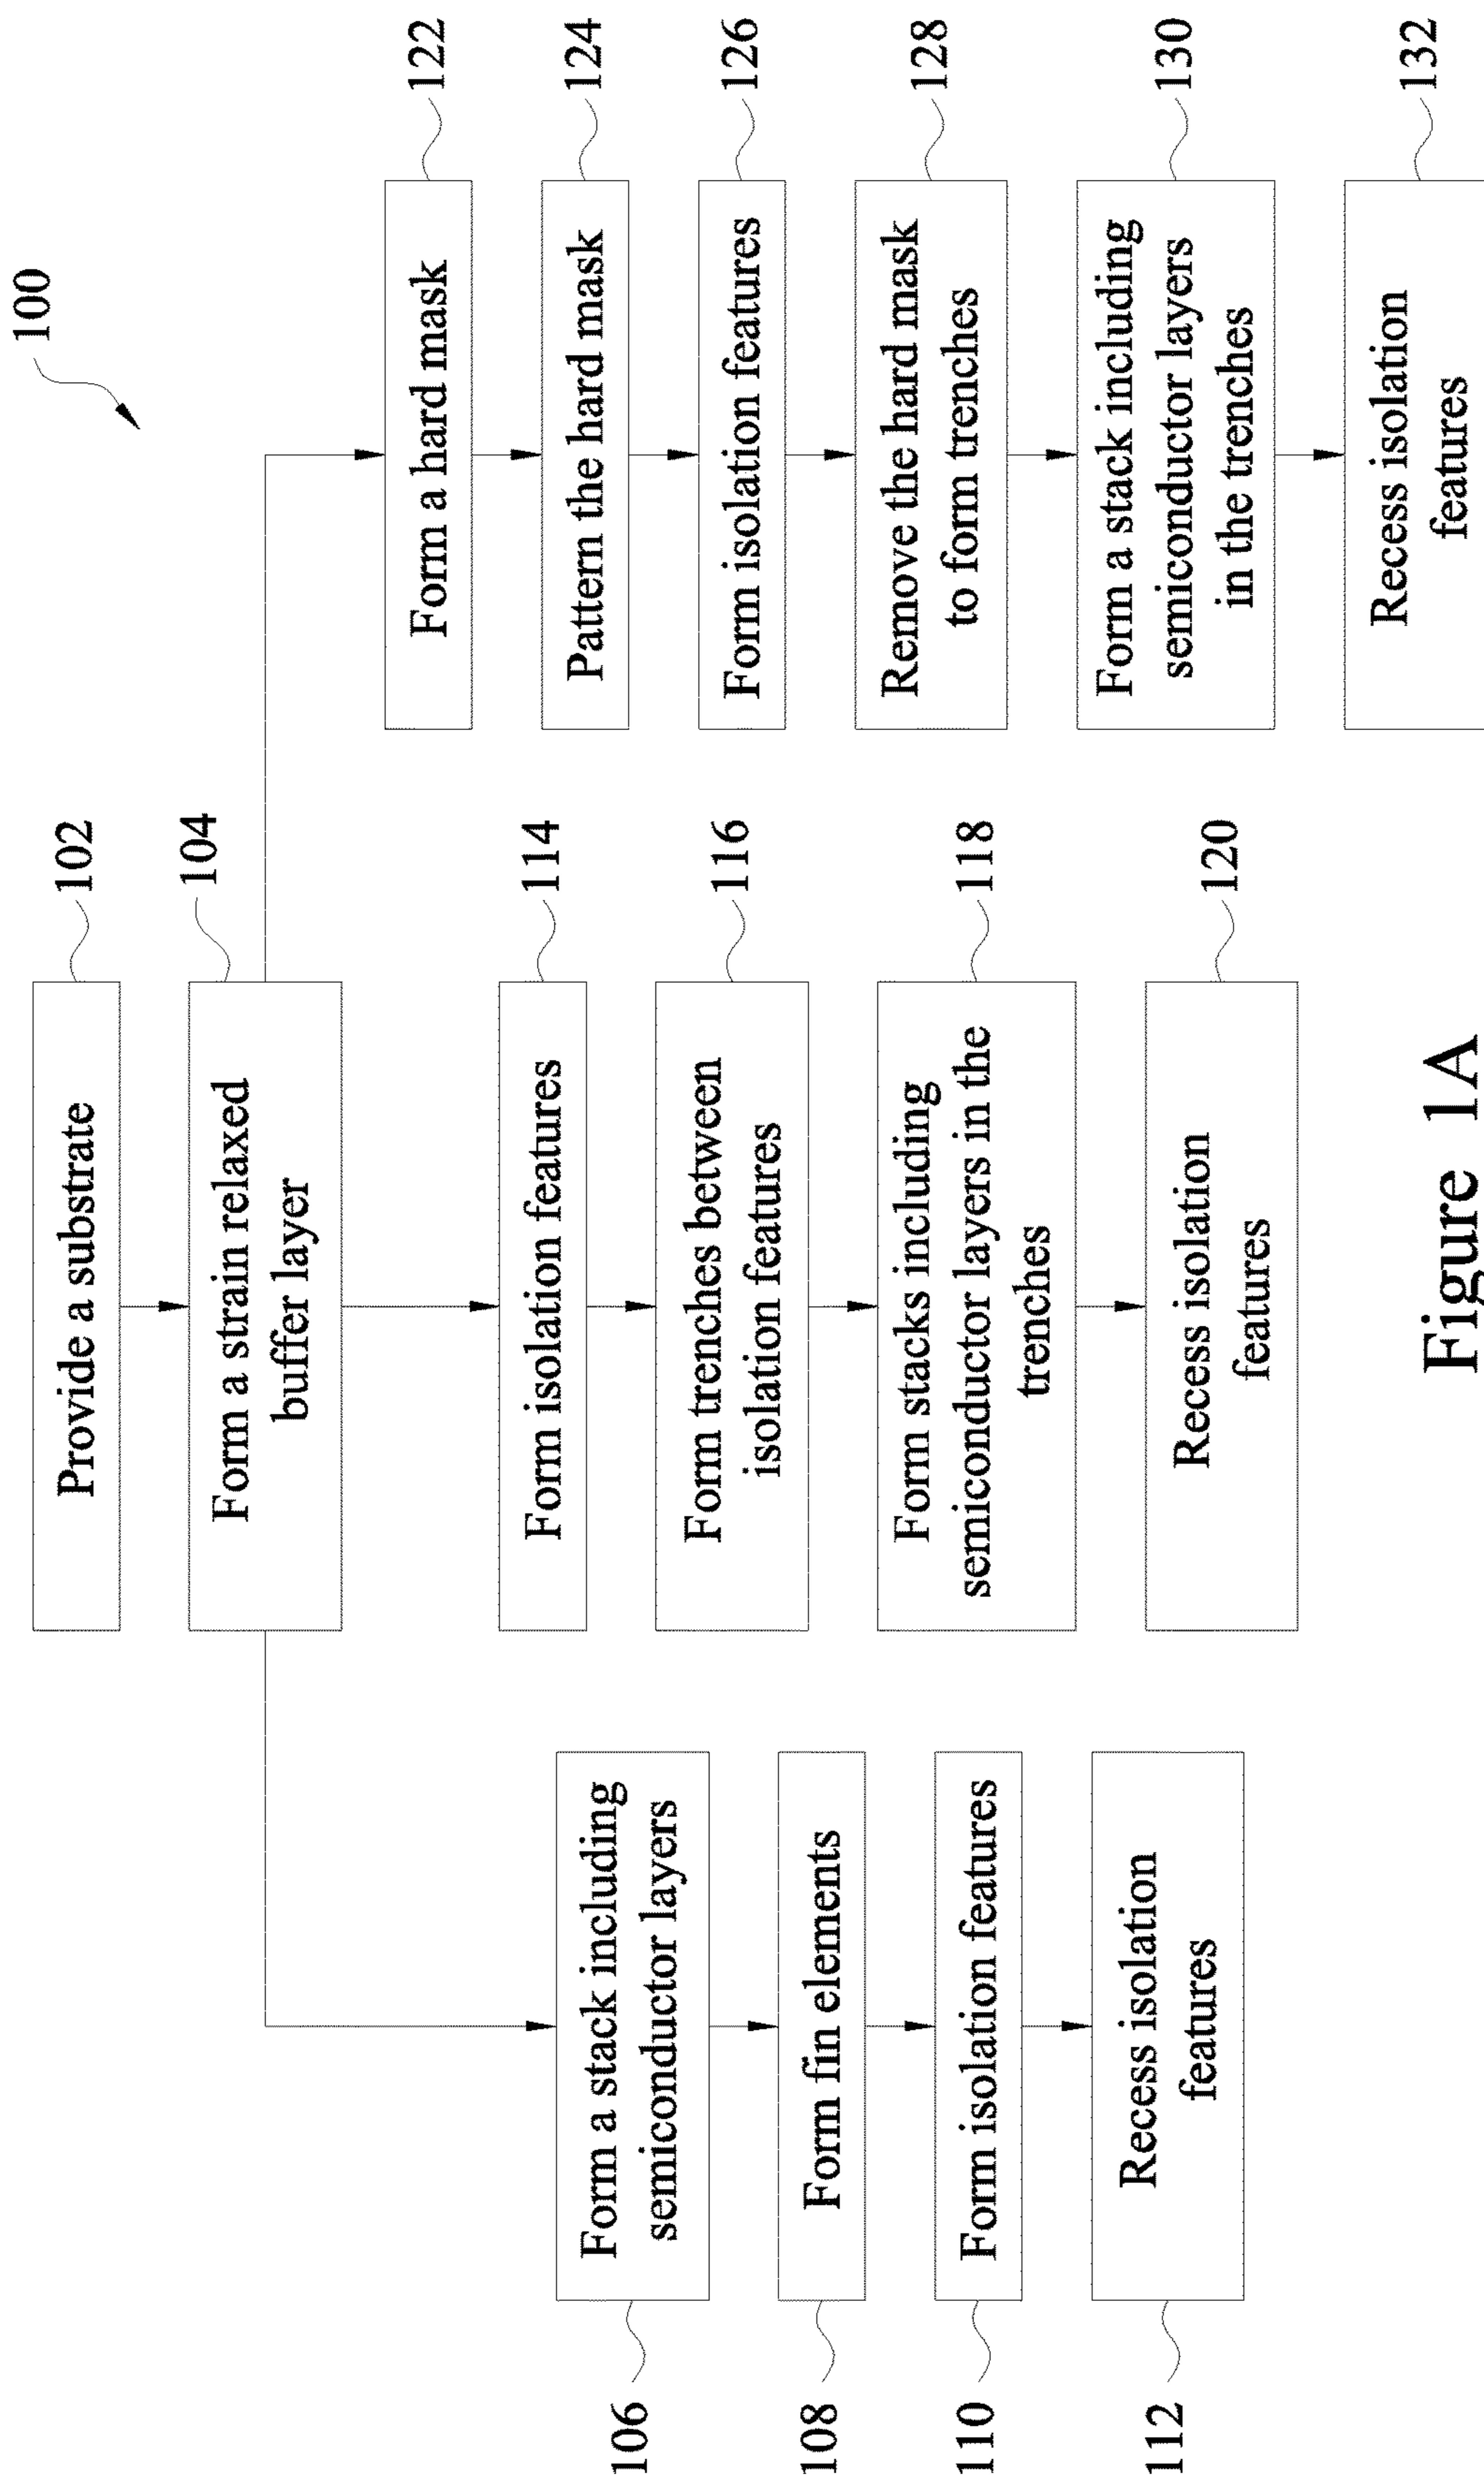 100
Provide a substrate
102
Form a strain relaxed
buffer layer
104
Form a stack including
semiconductor layers
106
Form fin elements
108
Form isolation features
110
Recess isolation
features
112
Form isolation features
114
Form trenches between
isolation features
116
Form stacks including
semiconductor layers in the
trenches
118
Recess isolation
features
120
Form a hard mask
122
Pattern the hard mask
124
Form isolation features
126
Remove the hard mask
to form trenches
128
Form a stack including
semiconductor layers
in the trenches
130
Recess isolation
features
132
Figure 1A